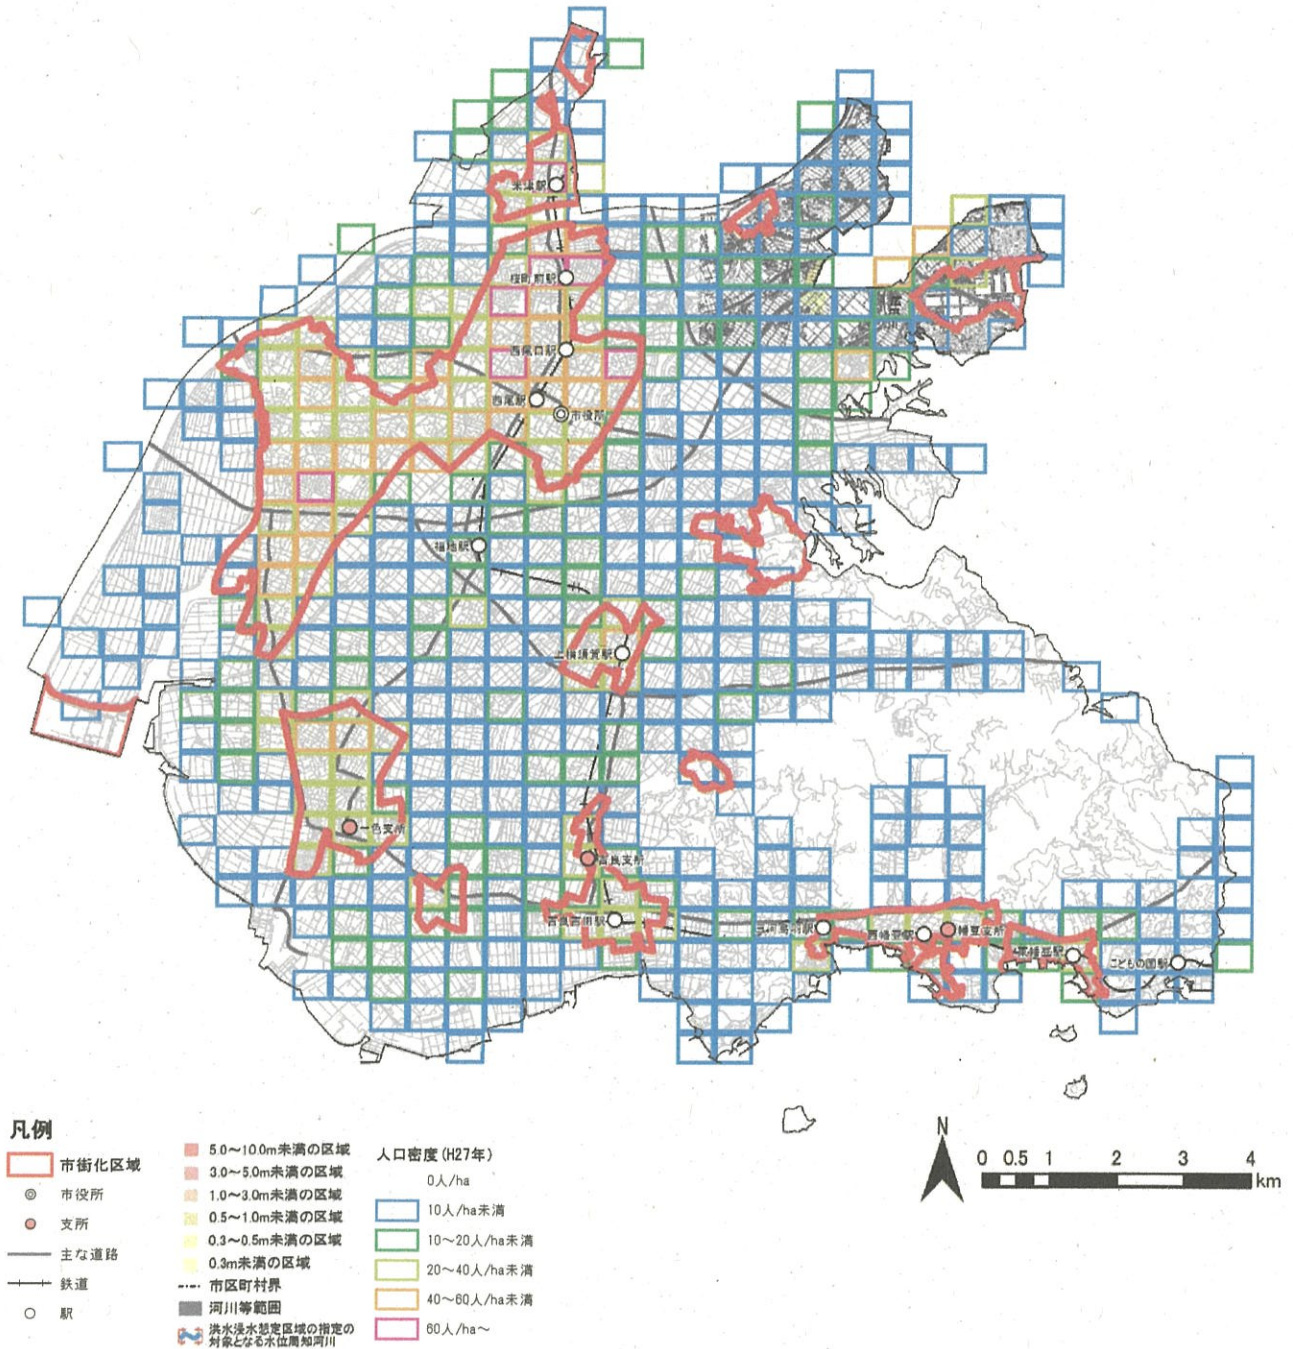 米津駅
桜町前駅
西尾口駅
西尾駅
市役所
福地駅
上横須賀駅
一色支所
吉良支所
吉良吉田駅
三河鳥羽駅
西幡豆駅
幡豆支所
東幡豆駅
こどもの国駅
凡例
市街化区域
市役所
支所
主な道路
鉄道
駅
5.0～10.0m未満の区域
3.0～5.0m未満の区域
1.0～3.0m未満の区域
0.5～1.0m未満の区域
0.3～0.5m未満の区域
0.3m未満の区域
市区町村界
河川等範囲
洪水浸水想定区域の指定の
対象となる水位周知河川
人口密度(H27年)
0人/ha
10人/ha未満
10～20人/ha未満
20～40人/ha未満
40～60人/ha未満
60人/ha～
N
0 0.5 1 2 3 4
km